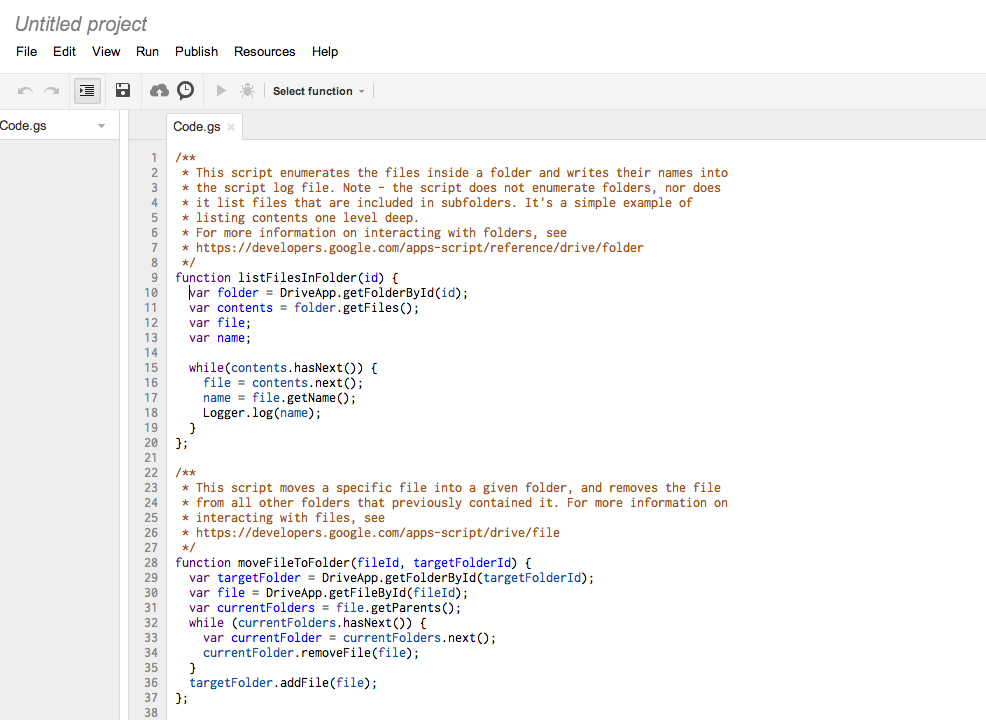 Untitled project
File Edit View Run Publish Resources Help
Select function
Code.gs
Code.gs ×
1 /**
2  * This script enumerates the files inside a folder and writes their names into
3  * the script log file. Note - the script does not enumerate folders, nor does
4  * it list files that are included in subfolders. It's a simple example of
5  * listing contents one level deep.
6  * For more information on interacting with folders, see
7  * https://developers.google.com/apps-script/reference/drive/folder
8  */
9 function listFilesInFolder(id) {
10   var folder = DriveApp.getFolderById(id);
11   var contents = folder.getFiles();
12   var file;
13   var name;
14
15   while(contents.hasNext()) {
16     file = contents.next();
17     name = file.getName();
18     Logger.log(name);
19   }
20 };
21
22 /**
23  * This script moves a specific file into a given folder, and removes the file
24  * from all other folders that previously contained it. For more information on
25  * interacting with files, see
26  * https://developers.google.com/apps-script/drive/file
27  */
28 function moveFileToFolder(fileId, targetFolderId) {
29   var targetFolder = DriveApp.getFolderById(targetFolderId);
30   var file = DriveApp.getFileById(fileId);
31   var currentFolders = file.getParents();
32   while (currentFolders.hasNext()) {
33     var currentFolder = currentFolders.next();
34     currentFolder.removeFile(file);
35   }
36   targetFolder.addFile(file);
37 };
38